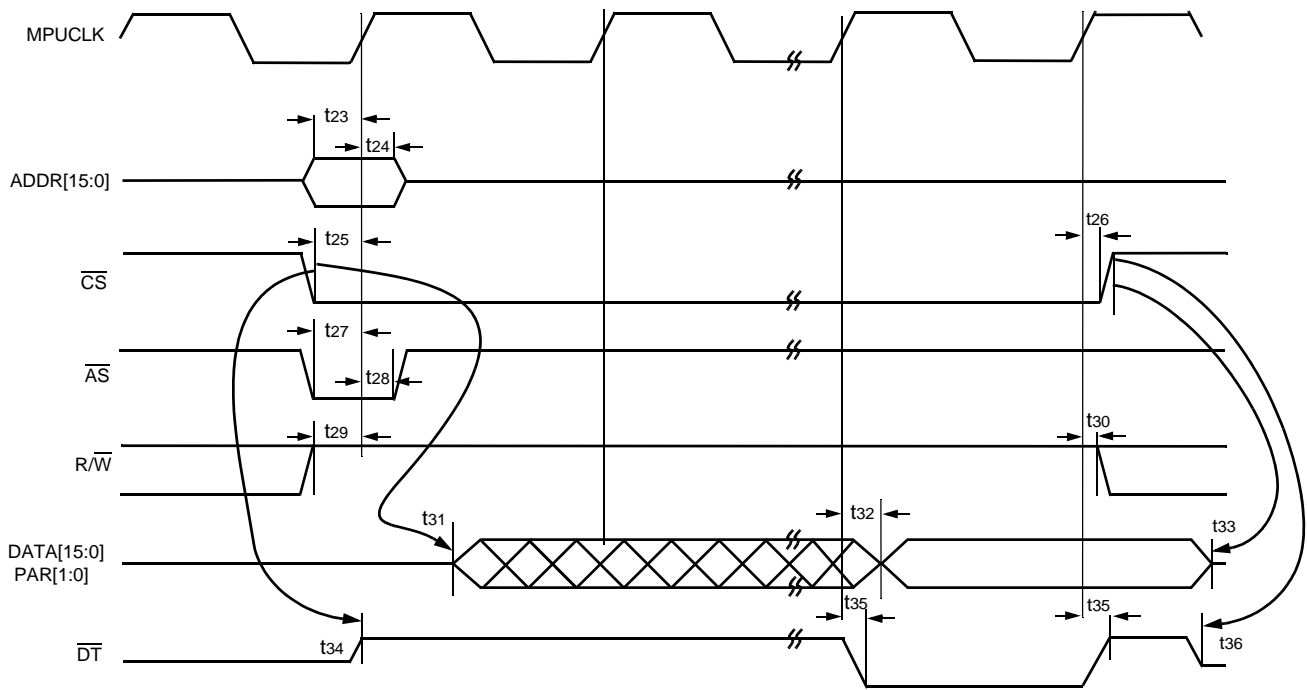 MPUCLK
t23
t24
ADDR[15:0]
t25
t26
CS
t27
t28
AS
t29
t30
R/W
t31
t32
t33
DATA[15:0]
PAR[1:0]
t35
t35
t34
t36
DT